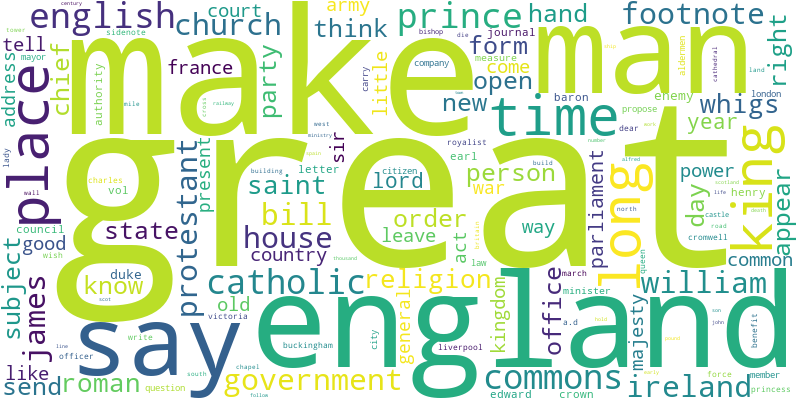 century
english
church
court
sidenote
tell
mayor
address
chief
france
authority
mile
party
make
army
think
little
carry
prince
hand
journal
bishop
die
form
come
company
measure
open
new
man
footnote
aldermen
cathedral
right
land
london
whigs
tower
place
lady
wall
council
good
subject
james
like
send
officer
line
great
time
baron
enemy
propose
year
dear
king
appear
cross
railway
west
ministry
sir
royalist
number
person
power
day
henry
charles
vol
present
protestant
saint
building
letter
citizen
lord
earl
build
war
parliament
long
alfred
scotland
life
death
castle
road
cromwell
state
bill
house
country
order
leave
act
way
north
queen
common
know
wish
duke
scot
thousand
catholic
religion
law
britain
kingdom
march
minister
a.d
office
majesty
william
old
victoria
general
say
england
buckingham
city
liverpool
son
john
benefit
write
chapel
south
roman
question
government
follow
edward
commons
crown
ireland
force
member
princess